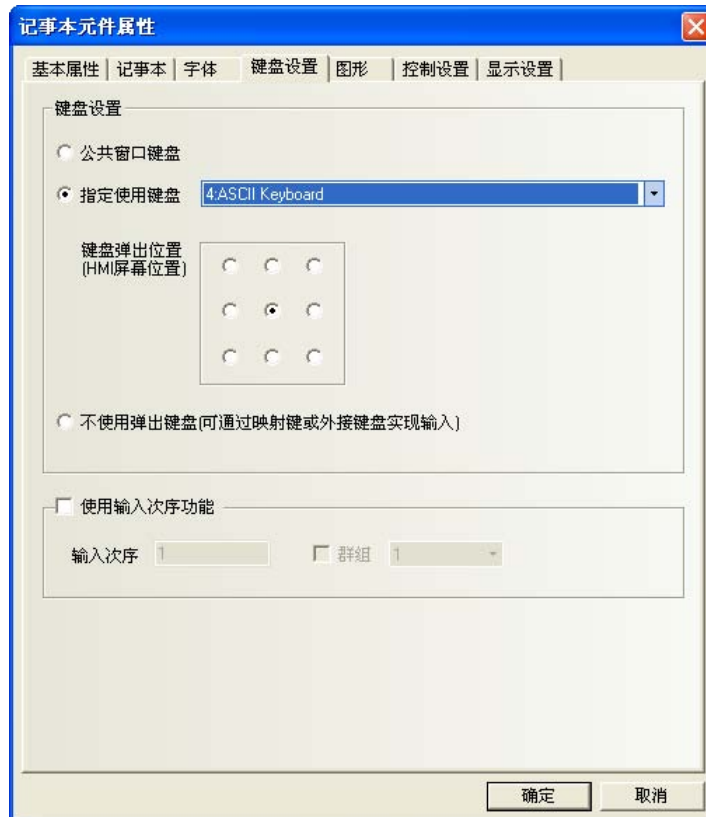 记事本元件属性
基本属性 记事本 字体 键盘设置 图形 控制设置 显示设置
键盘设置
公共窗口键盘
指定使用键盘 4:ASCII Keyboard
键盘弹出位置
(HMI屏幕位置)
不使用弹出键盘(可通过映射键或外接键盘实现输入)
使用输入次序功能
输入次序 1 群组 1
确定 取消